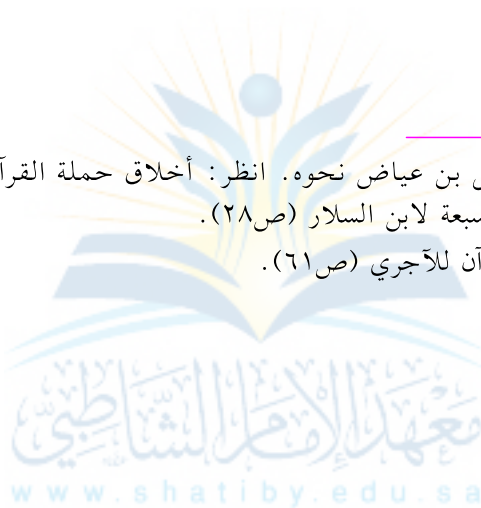 بن عياض نحوه. انظر: أخلاق حملة القرآ
سبعة لابن السلار (ص٢٨).
آن للآجري (ص٦١).
معهد الإمام الشاطبي
www.shatiby.edu.sa